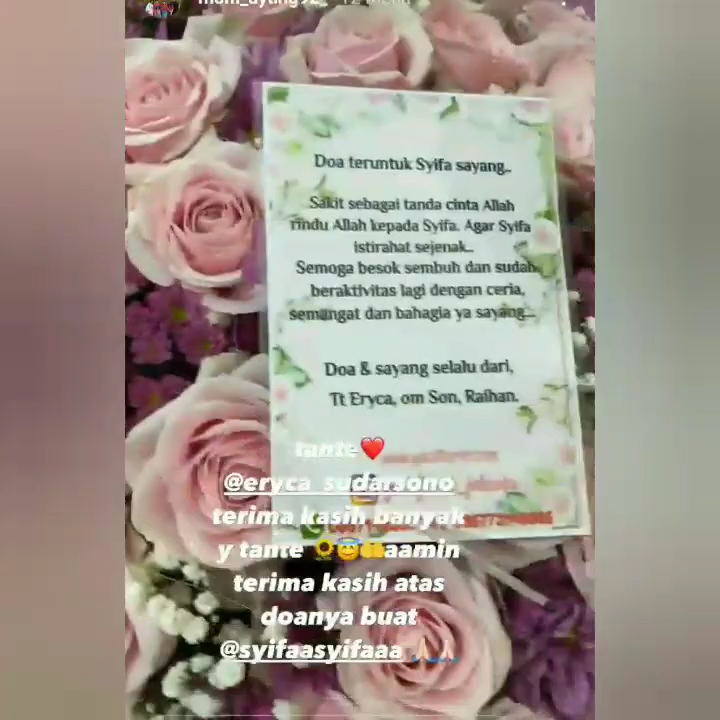 Doa teruntuk Syifa sayang..
Sakit sebagai tanda cinta Allah
rindu Allah kepada Syifa. Agar Syifa
istirahat sejenak..
Semoga besok sembuh dan sudah
beraktivitas lagi dengan ceria,
semangat dan bahagia ya sayang...
Doa & sayang selalu dari,
Tt Eryca, om Son, Raihan.
tante❤️
@eryca_sudarsono
terima kasih banyak
y tante 🌻😇
aamin
terima kasih atas
doanya buat
@syifaasyifaaa 🙏🏻🙏🏻